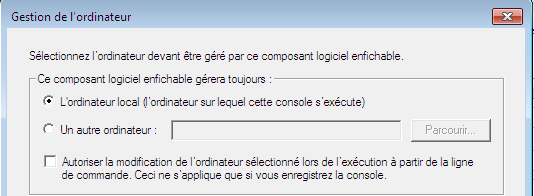 Gestion de l'ordinateur
Sélectionnez l'ordinateur devant être géré par ce composant logiciel enfichable.
Ce composant logiciel enfichable gérera toujours :
L'ordinateur local (l'ordinateur sur lequel cette console s'exécute)
Un autre ordinateur :
Parcourir...
Autoriser la modification de l'ordinateur sélectionné lors de l'exécution à partir de la ligne
de commande. Ceci ne s'applique que si vous enregistrez la console.